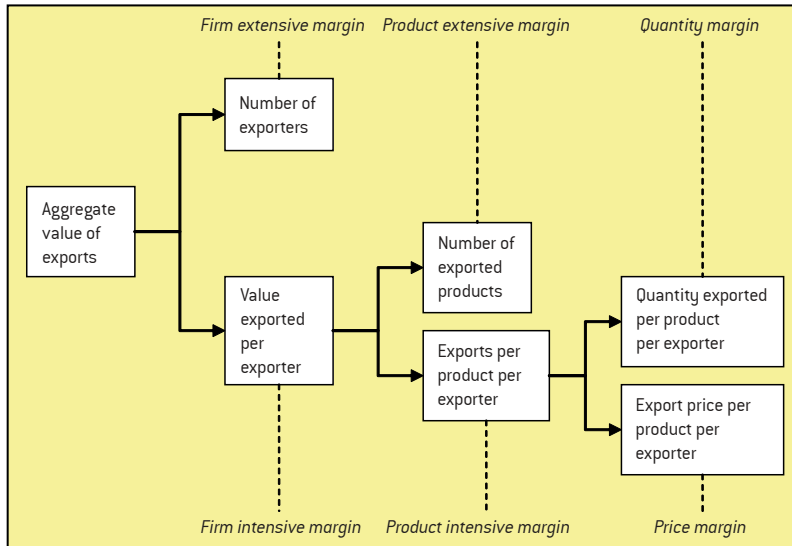 Firm extensive margin
Product extensive margin
Quantity margin
Number of
exporters
Aggregate
value of
exports
Number of
exported
products
Value
exported
per
exporter
Quantity exported
per product
per exporter
Exports per
product per
exporter
Export price per
product per
exporter
Firm intensive margin
Product intensive margin
Price margin